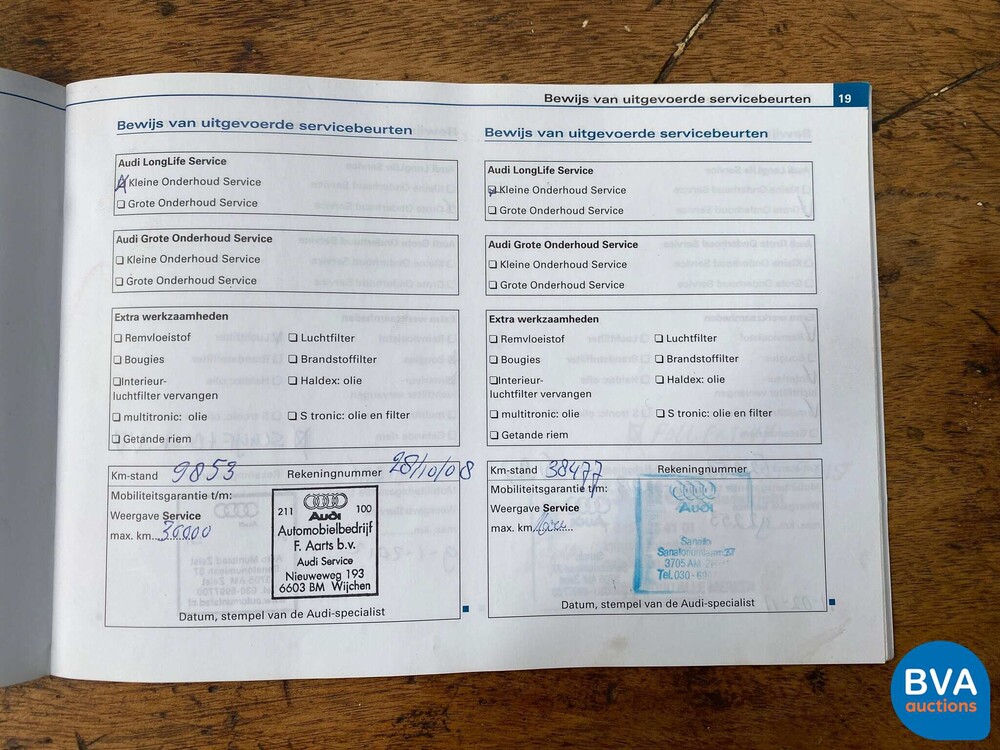 Bewijs van uitgevoerde servicebeurten 19
Bewijs van uitgevoerde servicebeurten
Audi LongLife Service
Kleine Onderhoud Service
Grote Onderhoud Service
Audi Grote Onderhoud Service
Kleine Onderhoud Service
Grote Onderhoud Service
Extra werkzaamheden
Remvloeistof
Luchtfilter
Bougies
Brandstoffilter
Interieur-
luchtfilter vervangen
Haldex: olie
multitronic: olie
S tronic: olie en filter
Getande riem
Km-stand 9853 Rekeningnummer 28/10/08
Mobiliteitsgarantie t/m:
Weergave Service
max. km...30.000
211 100
Audi
Automobielbedrijf
F. Aarts b.v.
Audi Service
Nieuweweg 193
6603 BM Wijchen
Datum, stempel van de Audi-specialist
Bewijs van uitgevoerde servicebeurten
Audi LongLife Service
Kleine Onderhoud Service
Grote Onderhoud Service
Audi Grote Onderhoud Service
Kleine Onderhoud Service
Grote Onderhoud Service
Extra werkzaamheden
Remvloeistof
Luchtfilter
Bougies
Brandstoffilter
Interieur-
luchtfilter vervangen
Haldex: olie
multitronic: olie
S tronic: olie en filter
Getande riem
Km-stand 38477 Rekeningnummer
Mobiliteitsgarantie t/m:
Weergave Service
max. km
Audi
3705 AM
Tel. 030-69
Datum, stempel van de Audi-specialist
BVA
auctions